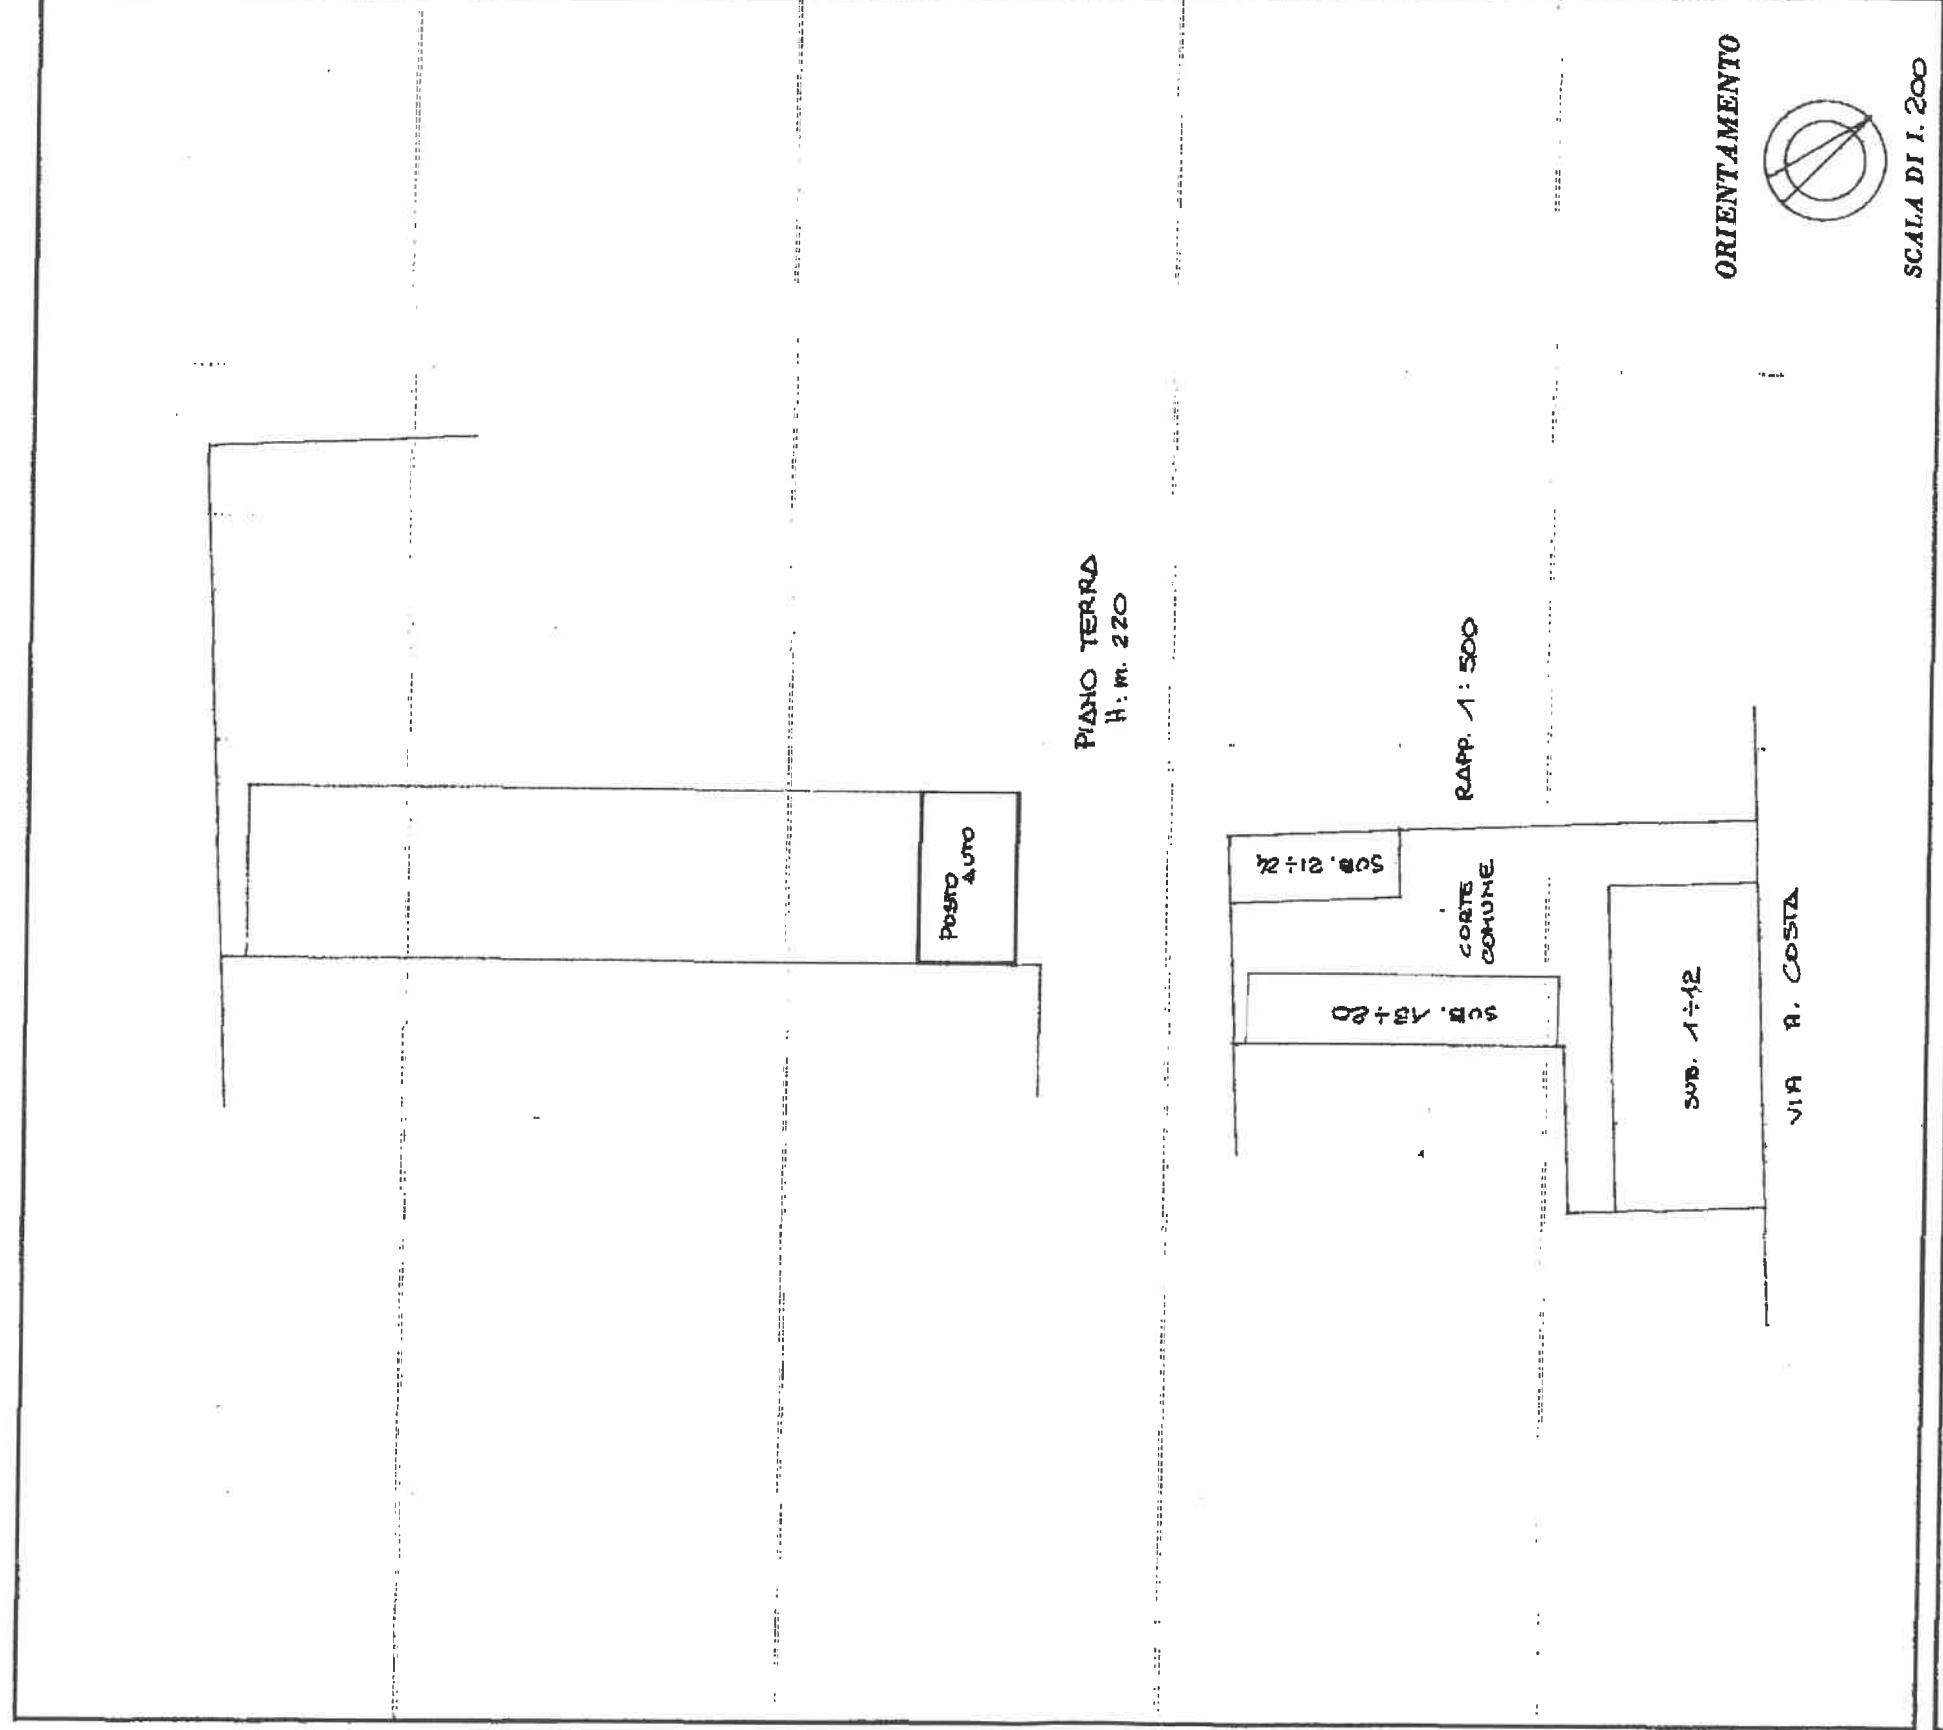 POSTO
AUTO
PIANO TERRA
H. m. 220
RAPP. 1:500
SUB. 21÷24
CORTE
COMUNE
SUB. 13÷20
SUB. 1÷12
VIA A. COSTA
ORIENTAMENTO
SCALA DI 1. 200